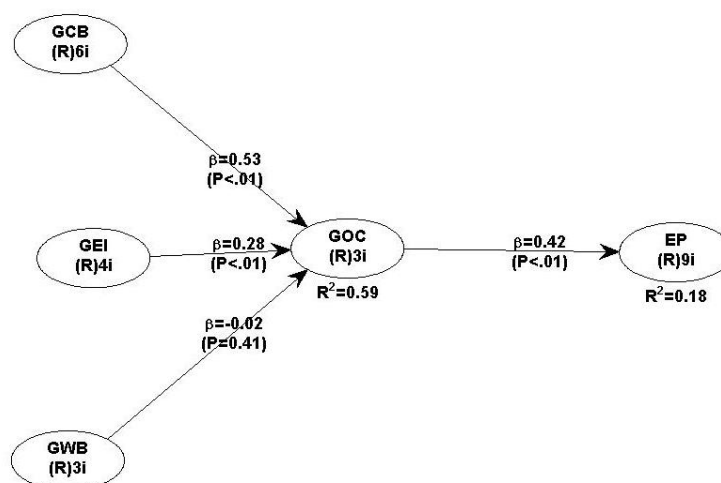 GCB
(R)6i
β=0.53
(P<.01)
GEI
(R)4i
β=0.28
(P<.01)
GOC
(R)3i
R²=0.59
β=0.42
(P<.01)
EP
(R)9i
R²=0.18
β=-0.02
(P=0.41)
GWB
(R)3i